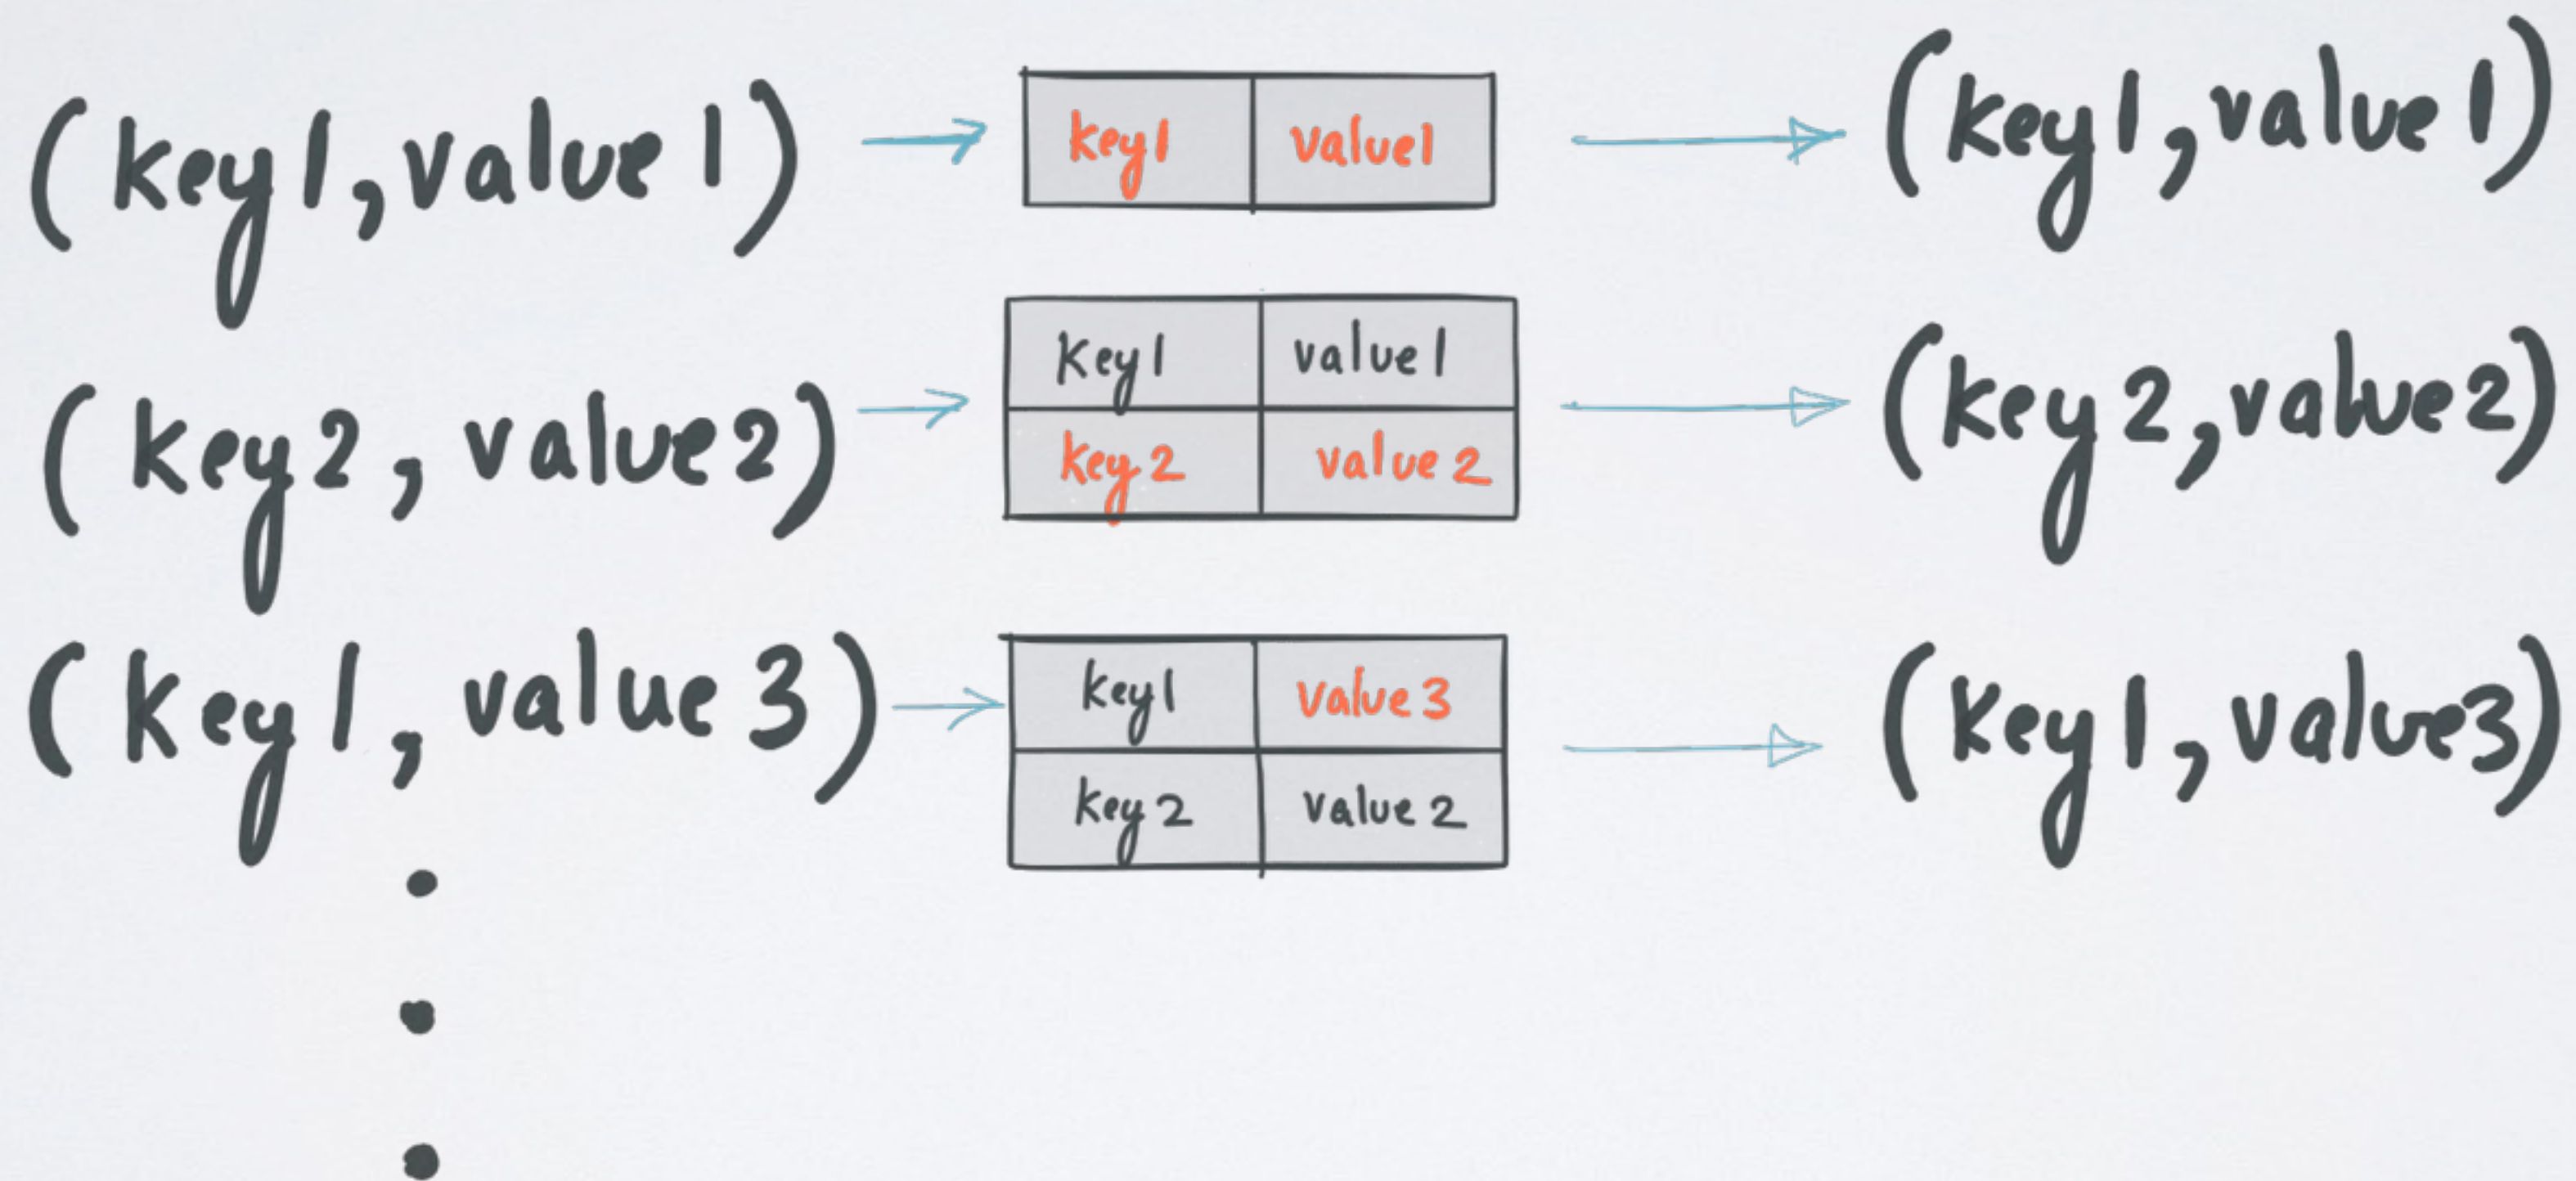 (key1,value1) key1 value1 (key1,value1)
key1 value1
(key2, value2) key2 value2 (key2,value2)
(key1, value3) key1 value3 (key1,value3)
key2 value2